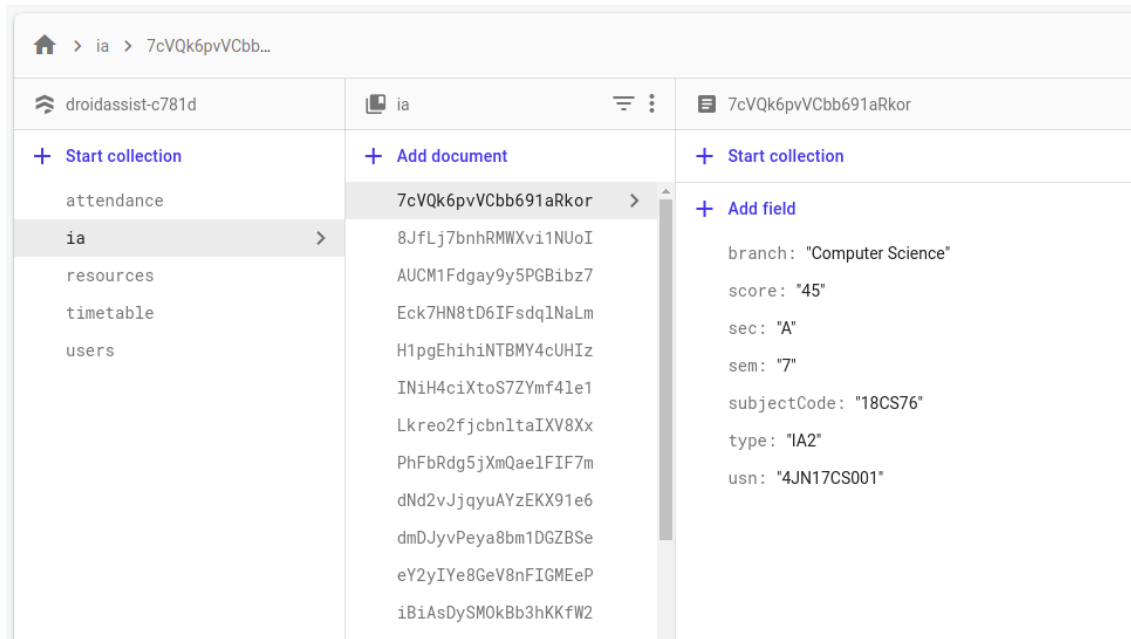 ia 7cVQk6pvVCbb…
droidassist-c781d
Start collection
attendance
ia
resources
timetable
users
ia
Add document
7cVQk6pvVCbb691aRkor
8JfLj7bnhRMWXvi1NUoI
AUCM1Fdgay9y5PGBibz7
Eck7HN8tD6IFsdqlNaLm
H1pgEhihiNTBMY4cUHIz
INiH4ciXtoS7ZYmf4le1
Lkreo2fjcbnltaIXV8Xx
PhFbRdg5jXmQaelFIF7m
dNd2vJjqyuAYzEKX91e6
dmDJyvPeya8bm1DGZBSe
eY2yIYe8GeV8nFIGMEeP
iBiAsDySMOkBb3hKKfW2
7cVQk6pvVCbb691aRkor
Start collection
Add field
branch: "Computer Science"
score: "45"
sec: "A"
sem: "7"
subjectCode: "18CS76"
type: "IA2"
usn: "4JN17CS001"